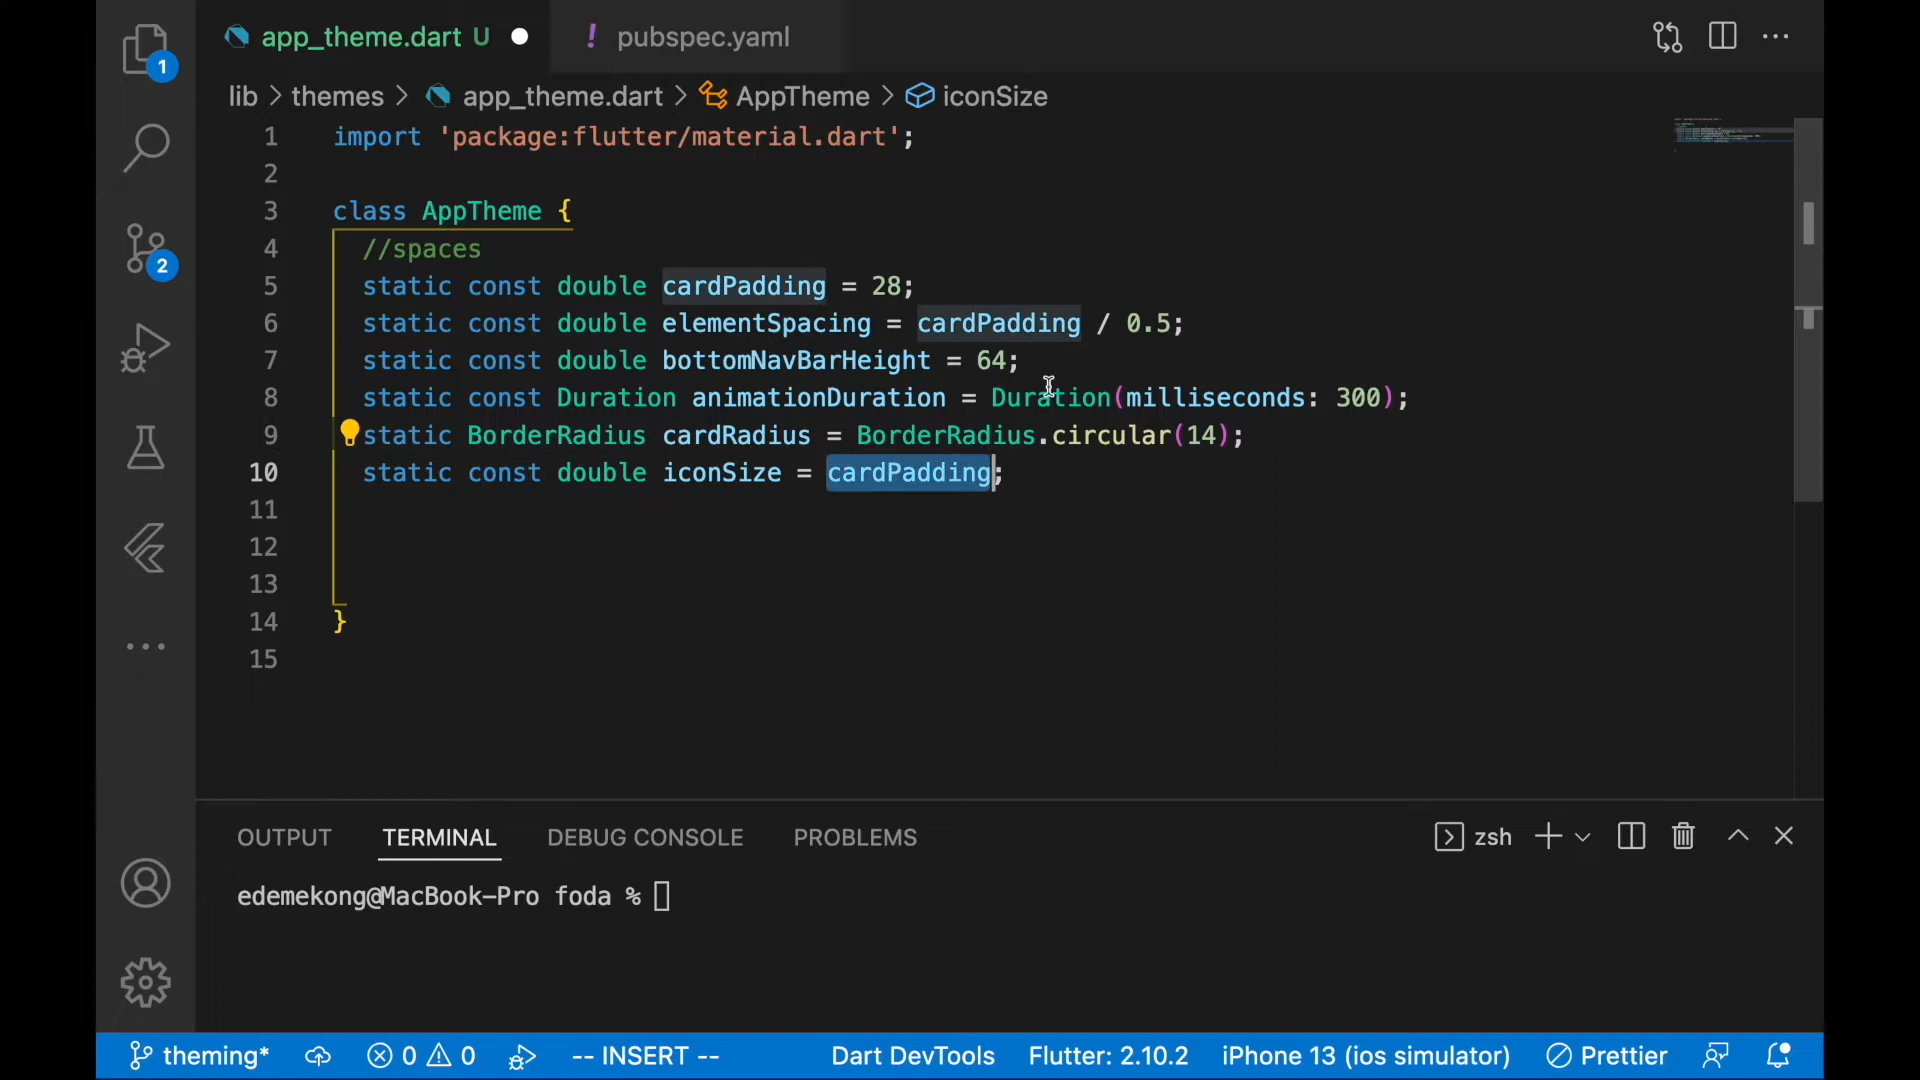 app_theme.dart U
! pubspec.yaml
1
lib > themes > app_theme.dart > AppTheme > iconSize
1 import 'package:flutter/material.dart';
2
3 class AppTheme {
4 //spaces
5 static const double cardPadding = 28;
6 static const double elementSpacing = cardPadding / 0.5;
7 static const double bottomNavBarHeight = 64;
8 static const Duration animationDuration = Duration(milliseconds: 300);
9 static BorderRadius cardRadius = BorderRadius.circular(14);
10 static const double iconSize = cardPadding;
11
12
13
14 }
15
2
OUTPUT TERMINAL DEBUG CONSOLE PROBLEMS zsh
edemekong@MacBook-Pro foda %
theming* 0 0 -- INSERT -- Dart DevTools Flutter: 2.10.2 iPhone 13 (ios simulator) Prettier